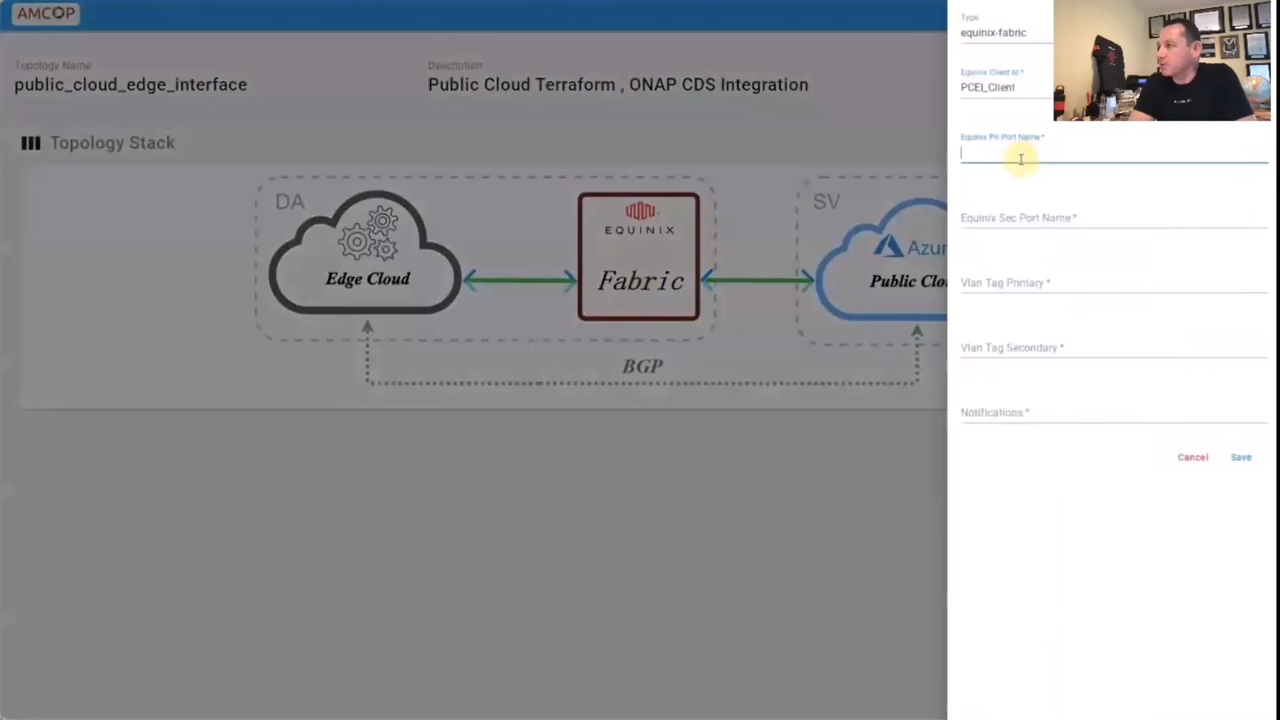 AMCOP
Topology Name
public_cloud_edge_interface
Description
Public Cloud Terraform , ONAP CDS Integration
Topology Stack
DA
Edge Cloud
EQUINIX
Fabric
SV
Azur
Public Clo
BGP
Type
equinix-fabric
Equinix Client Id *
PCEI_Client
Equinix Pri Port Name *
Equinix Sec Port Name *
Vlan Tag Primary *
Vlan Tag Secondary *
Notifications *
Cancel
Save